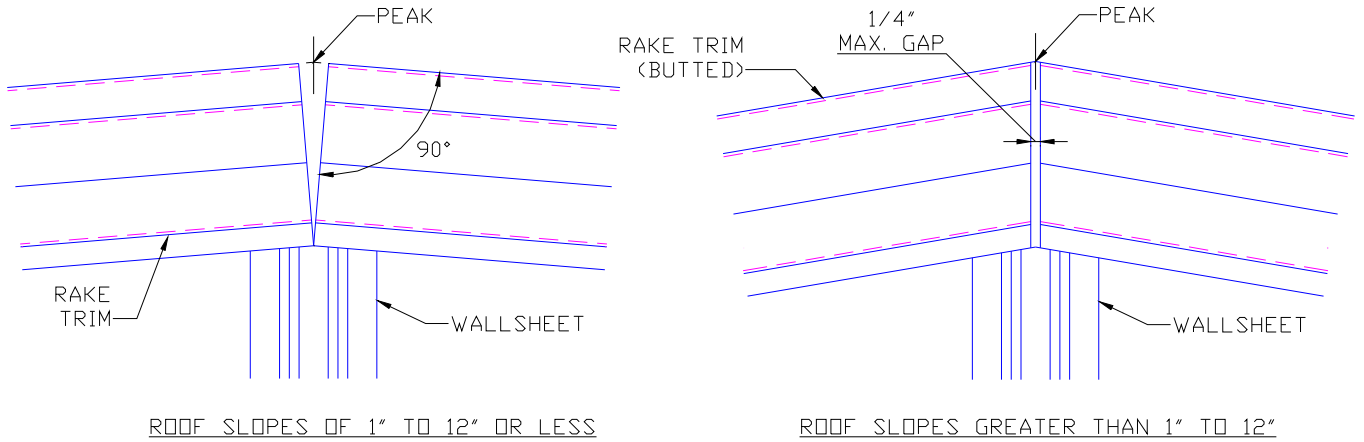 PEAK
90°
RAKE
TRIM
WALLSHEET
ROOF SLOPES OF 1" TO 12" OR LESS
PEAK
1/4"
MAX. GAP
RAKE TRIM
(BUTTED)
WALLSHEET
ROOF SLOPES GREATER THAN 1" TO 12"